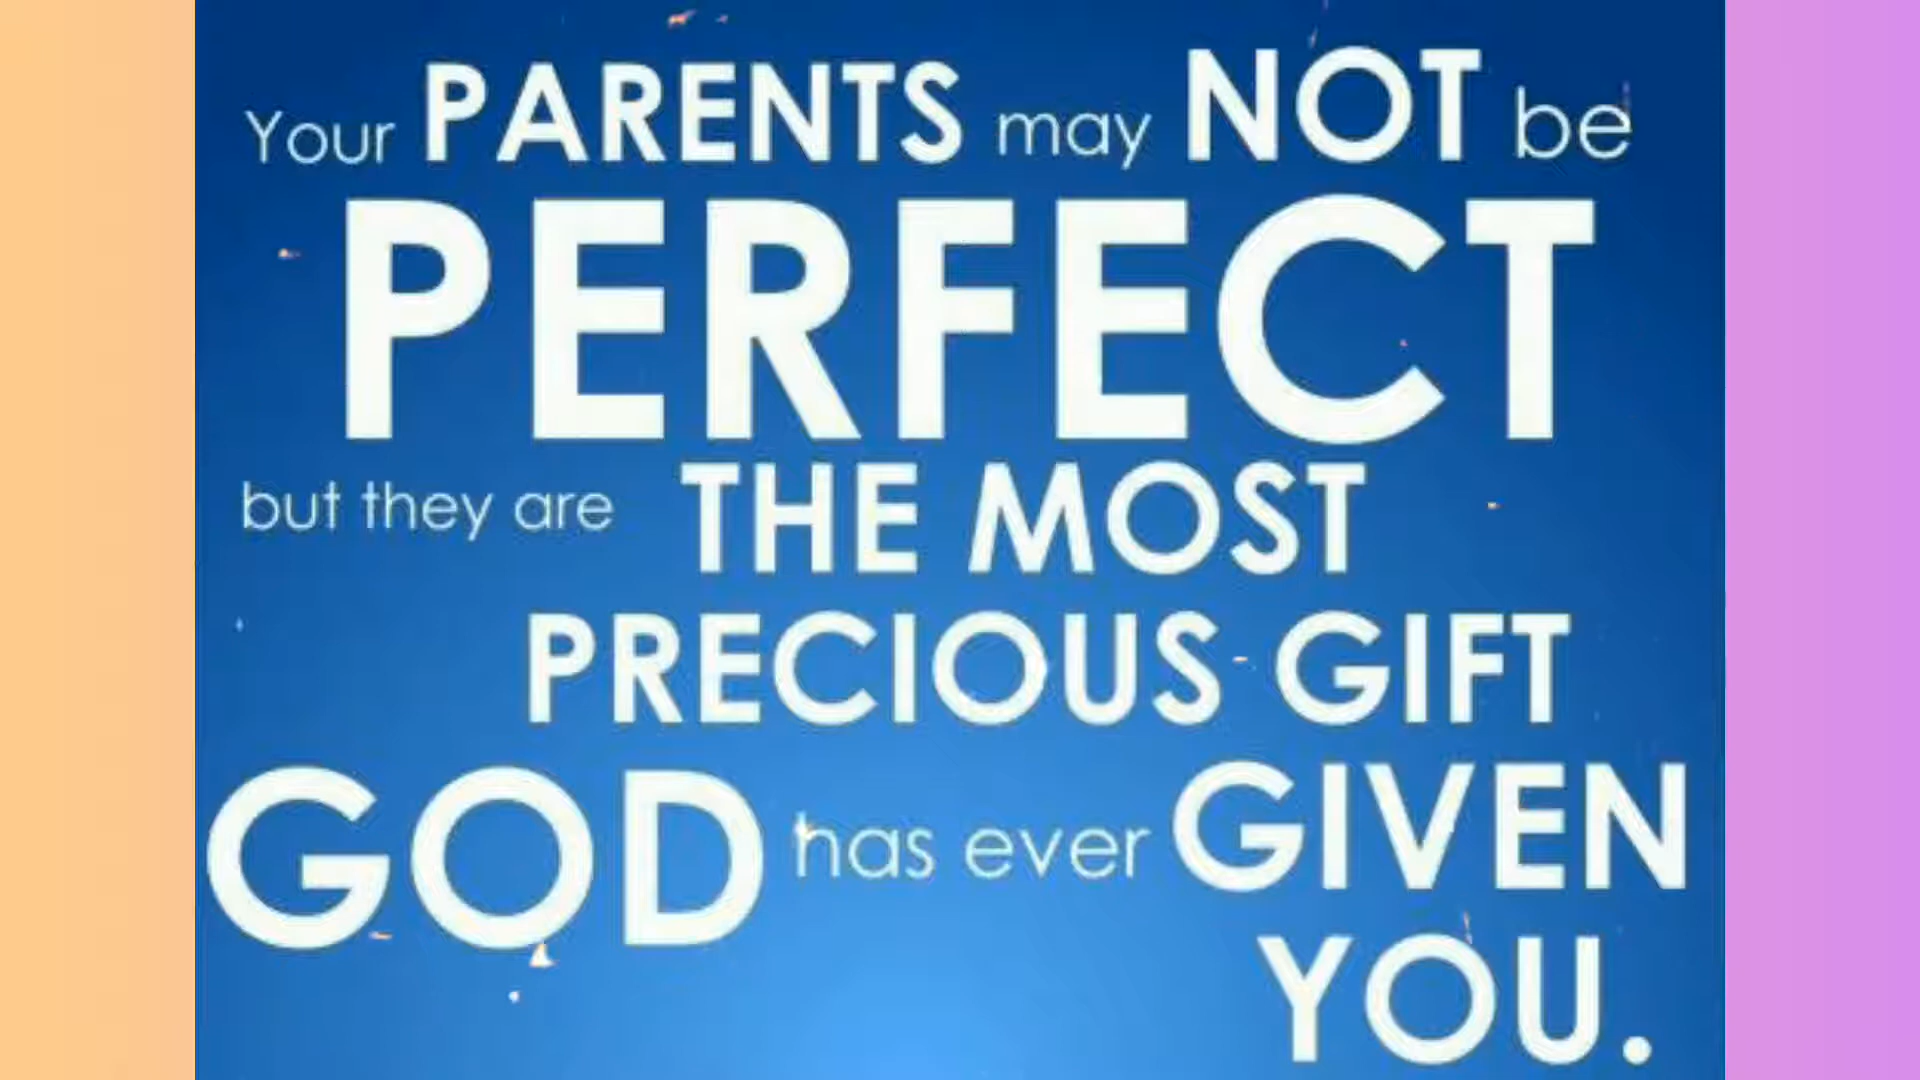 Your PARENTS may NOT be
PERFECT
but they are THE MOST
PRECIOUS GIFT
GOD has ever GIVEN
YOU.